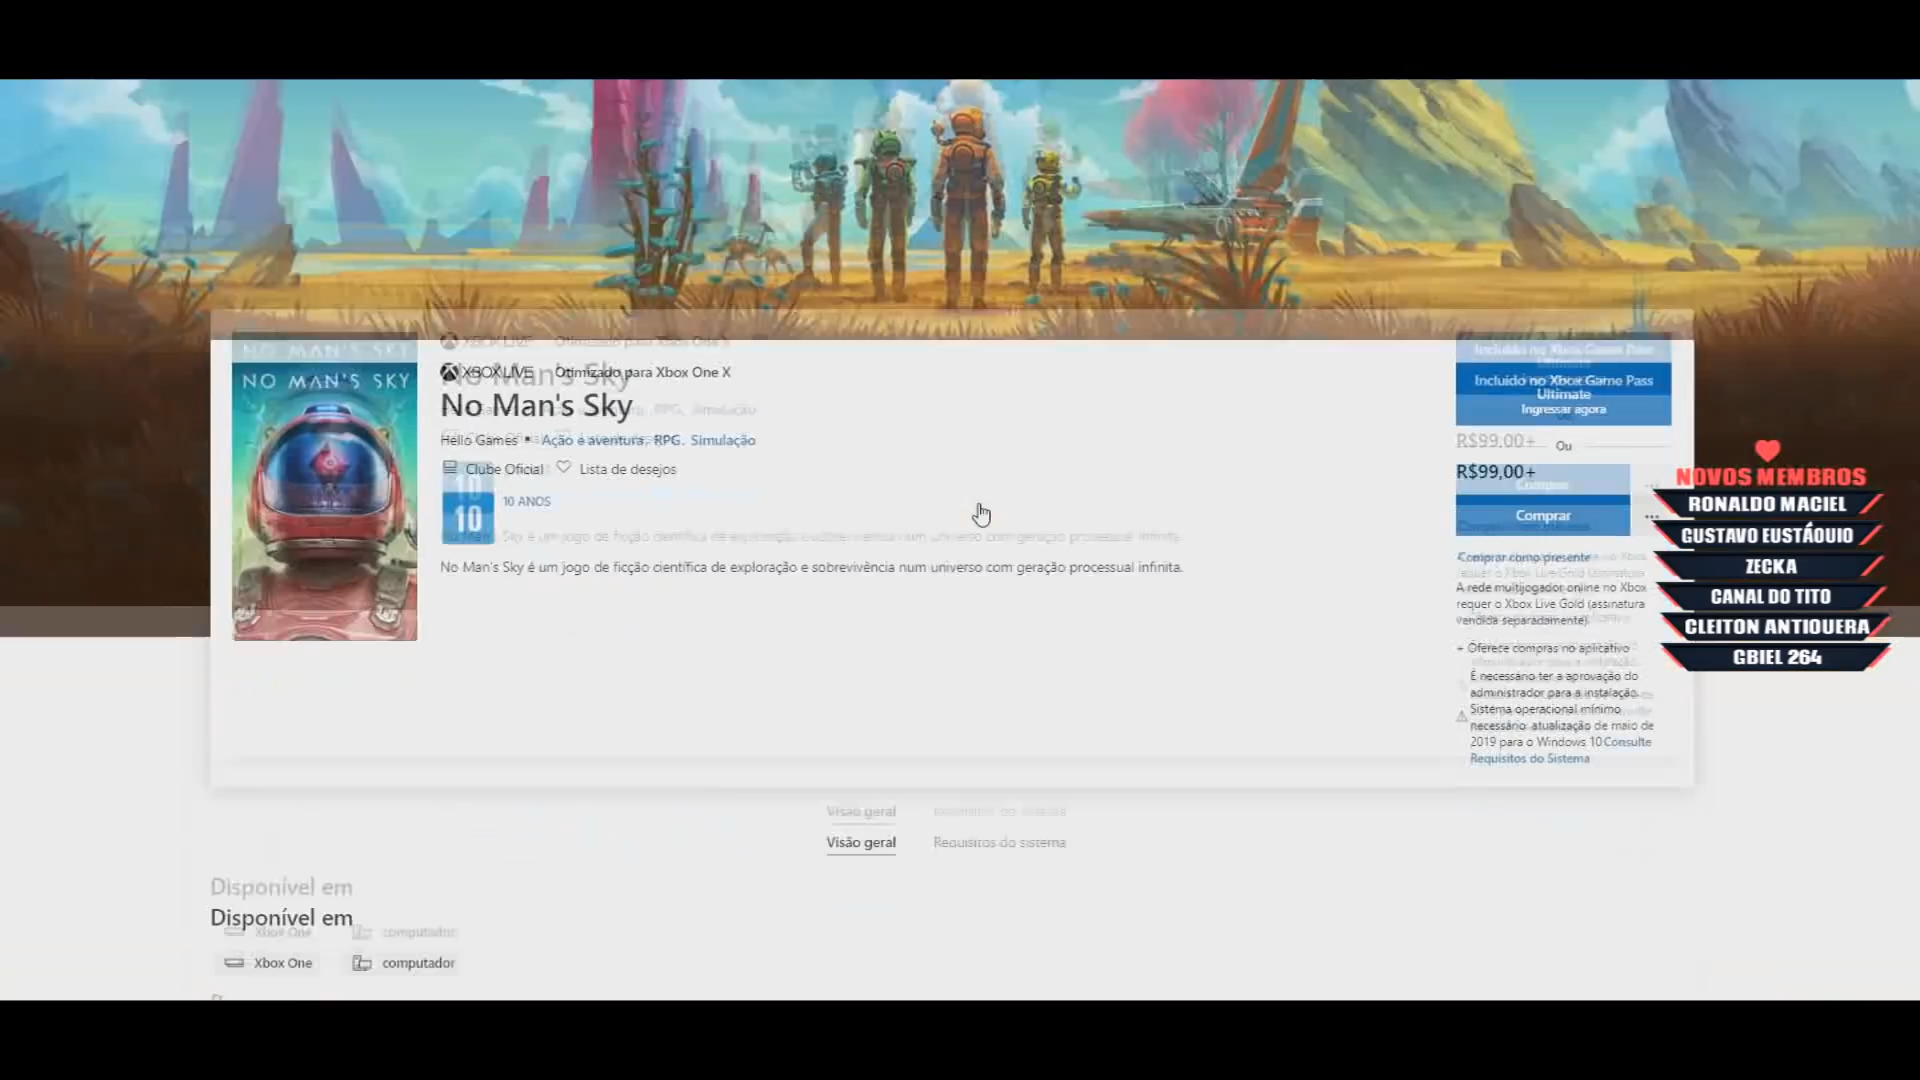 NO MAN'S SKY
XBOX LIVE Otimizado para Xbox One X
No Man's Sky
Hello Games • Ação e aventura, RPG, Simulação
Clube Oficial Lista de desejos
10
10 ANOS
No Man's Sky é um jogo de ficção científica de exploração e sobrevivência num universo com geração processual infinita.
Incluído no Xbox Game Pass
Ultimate
Ingressar agora
Ou
R$99,00+
Comprar
...
Comprar como presente
A rede multijogador online no Xbox
requer o Xbox Live Gold (assinatura
vendida separadamente).
+ Oferece compras no aplicativo
É necessário ter a aprovação do
administrador para a instalação.
Sistema operacional mínimo
necessário: atualização de maio de
2019 para o Windows 10 Consulte
Requisitos do Sistema
NOVOS MEMBROS
RONALDO MACIEL
GUSTAVO EUSTÁQUIO
ZECKA
CANAL DO TITO
CLEITON ANTIQUERA
GBIEL 264
Visão geral Requisitos do sistema
Disponível em
Xbox One computador